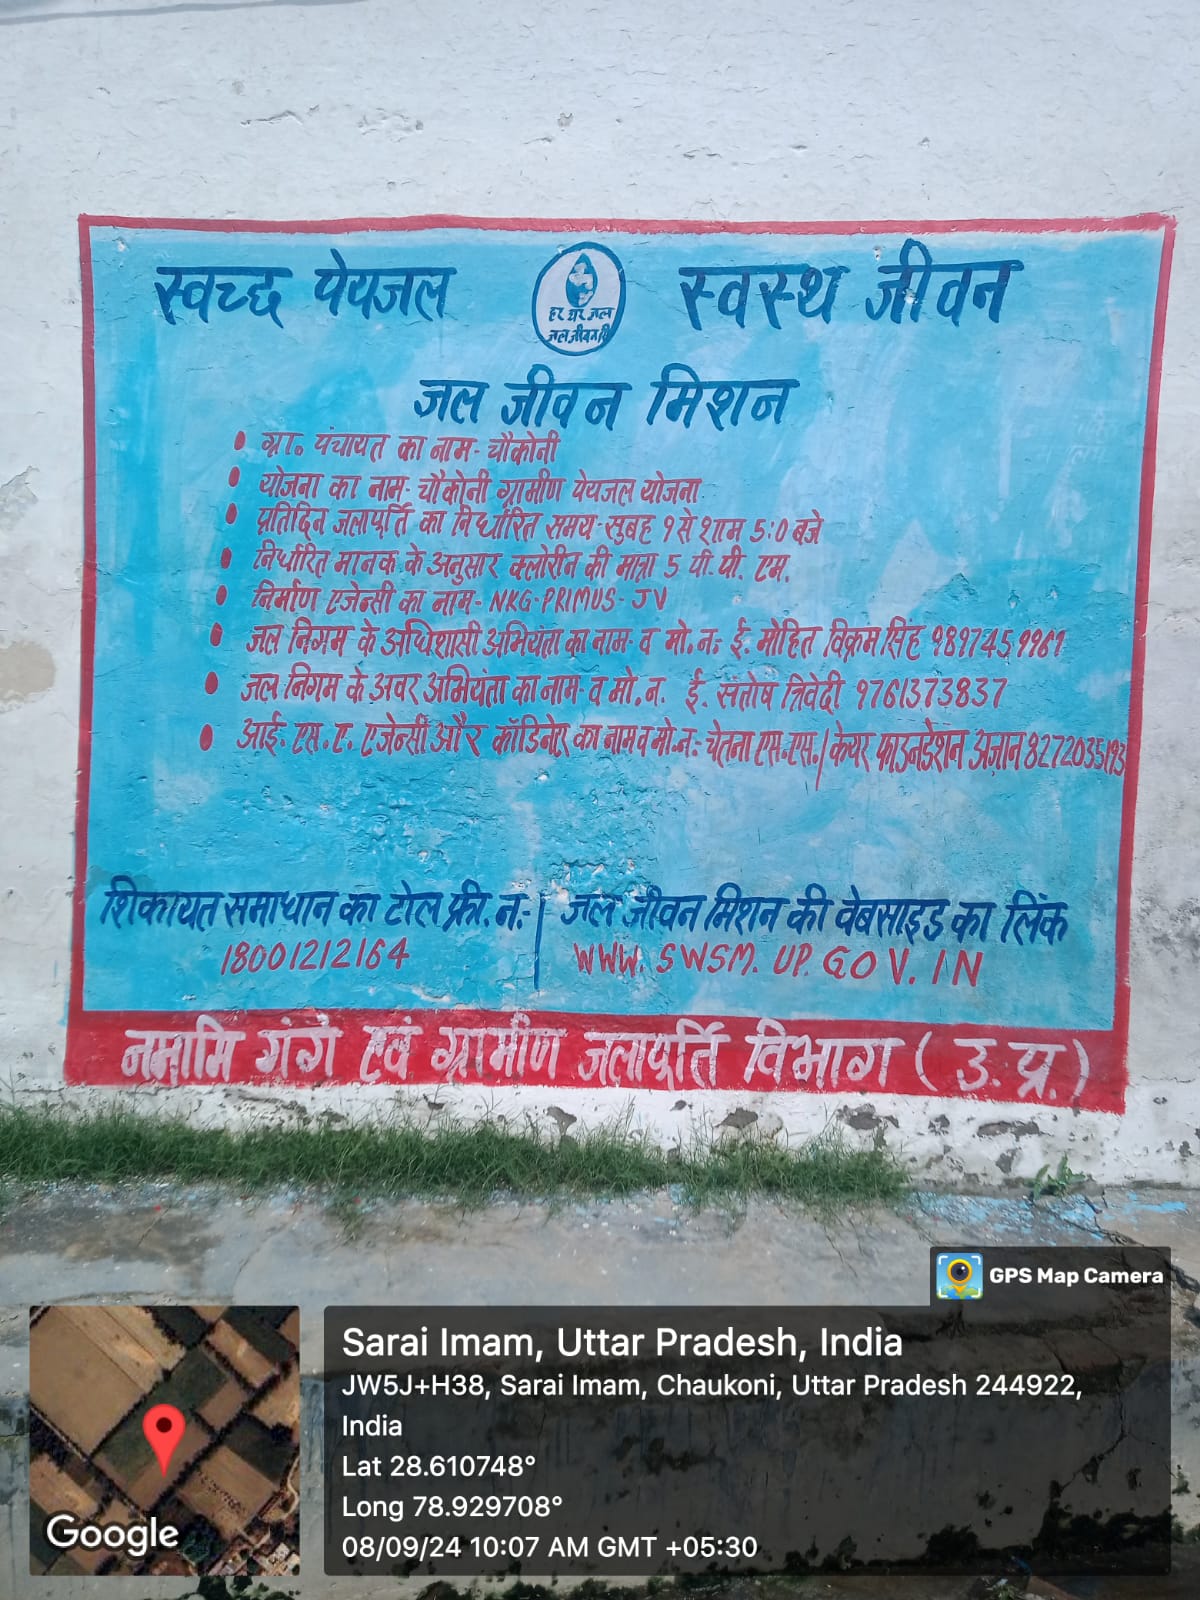 स्वच्छ पेयजल
हर घर जल
जल जीवन मि
स्वस्थ जीवन
जल जीवन मिशन
• ग्रा. पंचायत का नाम- चौकोनी
• योजना का नाम- चौकोनी ग्रामीण पेयजल योजना
• प्रतिदिन जलापूर्ति का निर्धारित समय- सुबह 9 से शाम 5:0 बजे
• निर्धारित मानक के अनुसार क्लोरीन की मात्रा 5 पी.पी. एम.
• निर्माण एजेन्सी का नाम- NKG-PRIMUS-JV
• जल निगम के अधिशासी अभियंता का नाम- व मो. न: ई. मोहित विक्रम सिंह
• जल निगम के अवर अभियंता का नाम- व मो. न. ई. संतोष त्रिवेदी 9761373837
• आई. एस. ए. एजेन्सी और कॉडिनेटर का नाम व मो. न: चेतना एस.एस./केयर फाउनडेशन अज़ान 8272035193
शिकायत समाधान का टोल फ्री. न:-
18001212164
जल जीवन मिशन की वेबसाइड का लिंक
WWW. SWSM. UP. GOV. IN
नमामि गंगे एवं ग्रामीण जलापूर्ति विभाग (उ. प्र.)
GPS Map Camera
Sarai Imam, Uttar Pradesh, India
JW5J+H38, Sarai Imam, Chaukoni, Uttar Pradesh 244922,
India
Lat 28.610748°
Long 78.929708°
08/09/24 10:07 AM GMT +05:30
Google